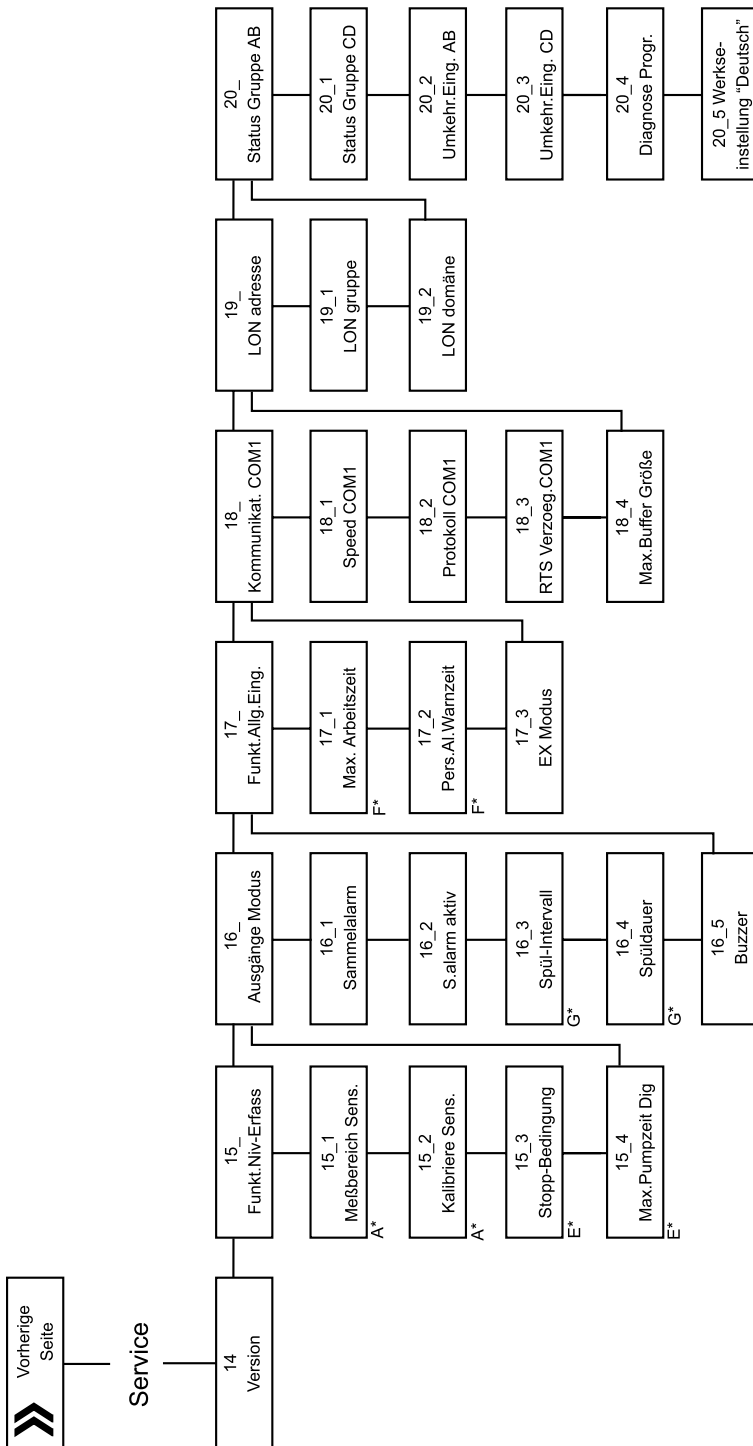 Vorherige
Seite
Service
14
Version
15_
Funkt.Niv-Erfass
15_1
Meßbereich Sens.
A*
15_2
Kalibriere Sens.
A*
15_3
Stopp-Bedingung
E*
15_4
Max.Pumpzeit Dig
E*
16_
Ausgänge Modus
16_1
Sammelalarm
16_2
S.alarm aktiv
16_3
Spül-Intervall
G*
16_4
Spüldauer
G*
16_5
Buzzer
17_
Funkt.Allg.Eing.
17_1
Max. Arbeitszeit
F*
17_2
Pers.Al.Warnzeit
F*
17_3
EX Modus
18_
Kommunikat. COM1
18_1
Speed COM1
18_2
Protokoll COM1
18_3
RTS Verzoeg.COM1
18_4
Max.Buffer Größe
19_
LON adresse
19_1
LON gruppe
19_2
LON domäne
20_
Status Gruppe AB
20_1
Status Gruppe CD
20_2
Umkehr.Eing. AB
20_3
Umkehr.Eing. CD
20_4
Diagnose Progr.
20_5 Werkse-
instellung “Deutsch”